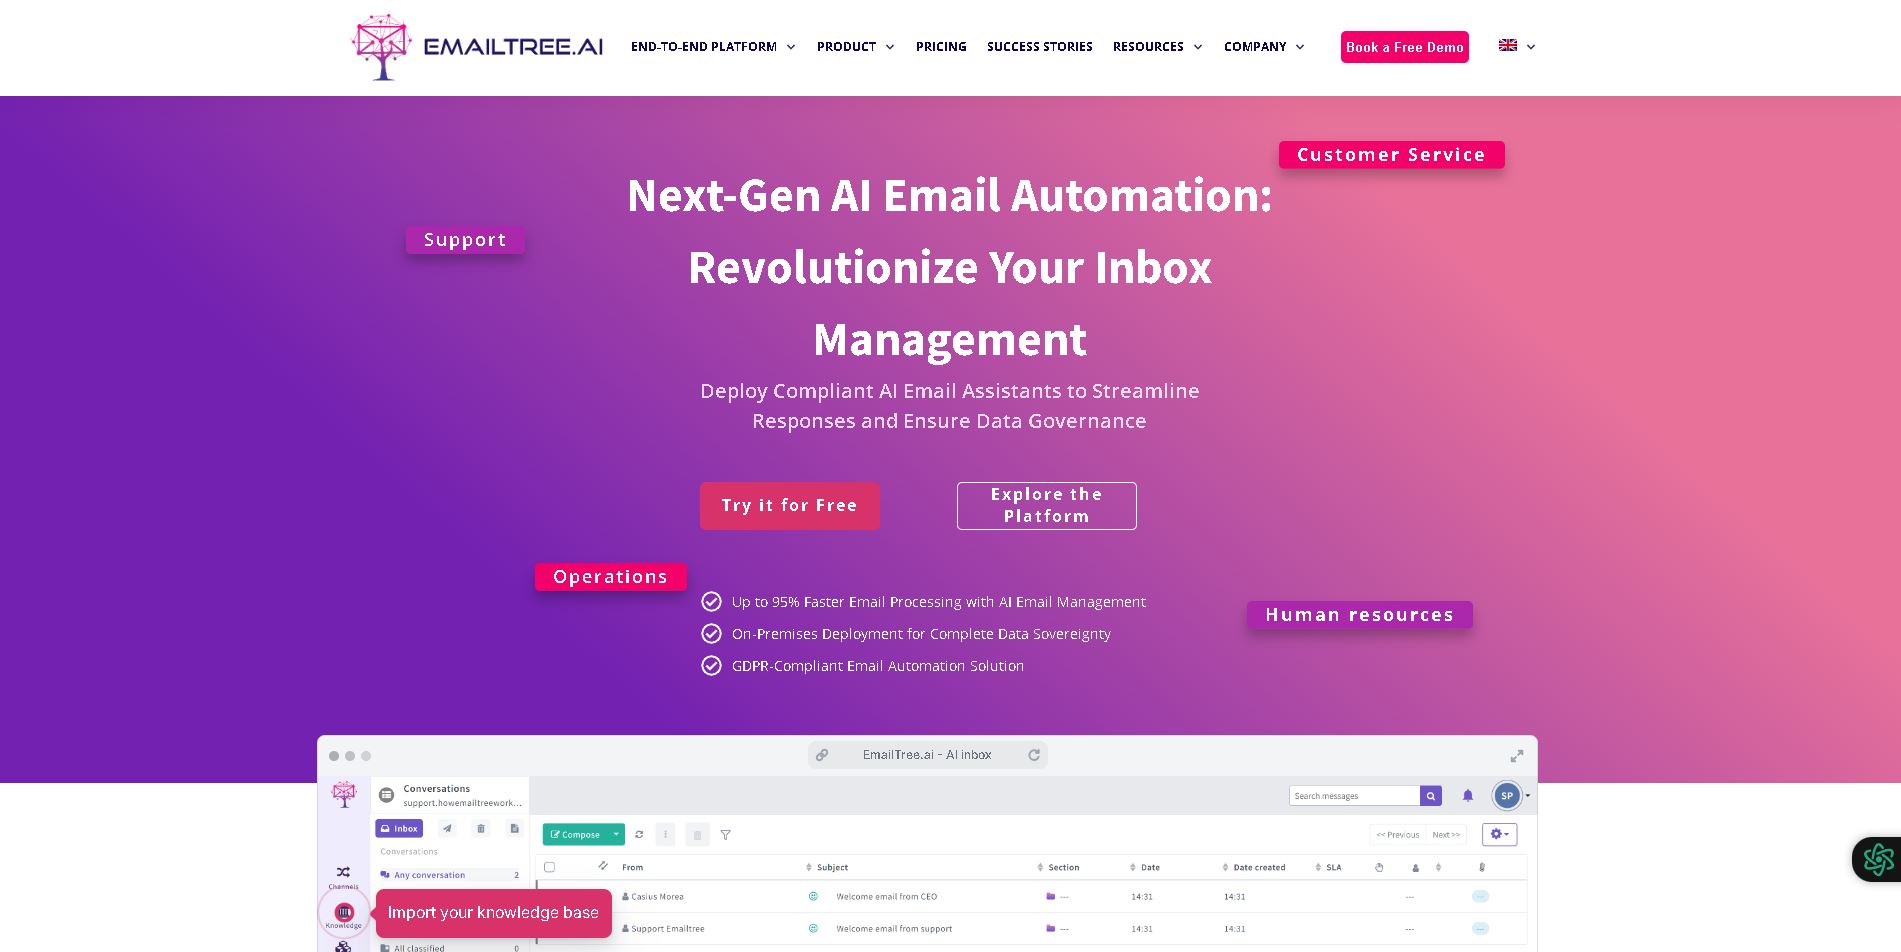 EMAILTREE.AI
END-TO-END PLATFORM
PRODUCT
PRICING
SUCCESS STORIES
RESOURCES
COMPANY
Book a Free Demo
Customer Service
Next-Gen AI Email Automation:
Revolutionize Your Inbox
Management
Support
Deploy Compliant AI Email Assistants to Streamline
Responses and Ensure Data Governance
Try it for Free
Explore the
Platform
Operations
Up to 95% Faster Email Processing with AI Email Management
On-Premises Deployment for Complete Data Sovereignty
GDPR-Compliant Email Automation Solution
Human resources
EmailTree.ai - AI inbox
Conversations
support.howemailtreework...
Search messages
SP
Inbox
Compose
<< Previous
Next >>
Conversations
Any conversation 2
From Subject Section Date Date created SLA
Channels
Casius Morea Welcome email from CEO --- 14:31 14:31 ---
Import your knowledge base
Knowledge
Support Emailtree Welcome email from support --- 14:31 14:31 ---
All classified 0